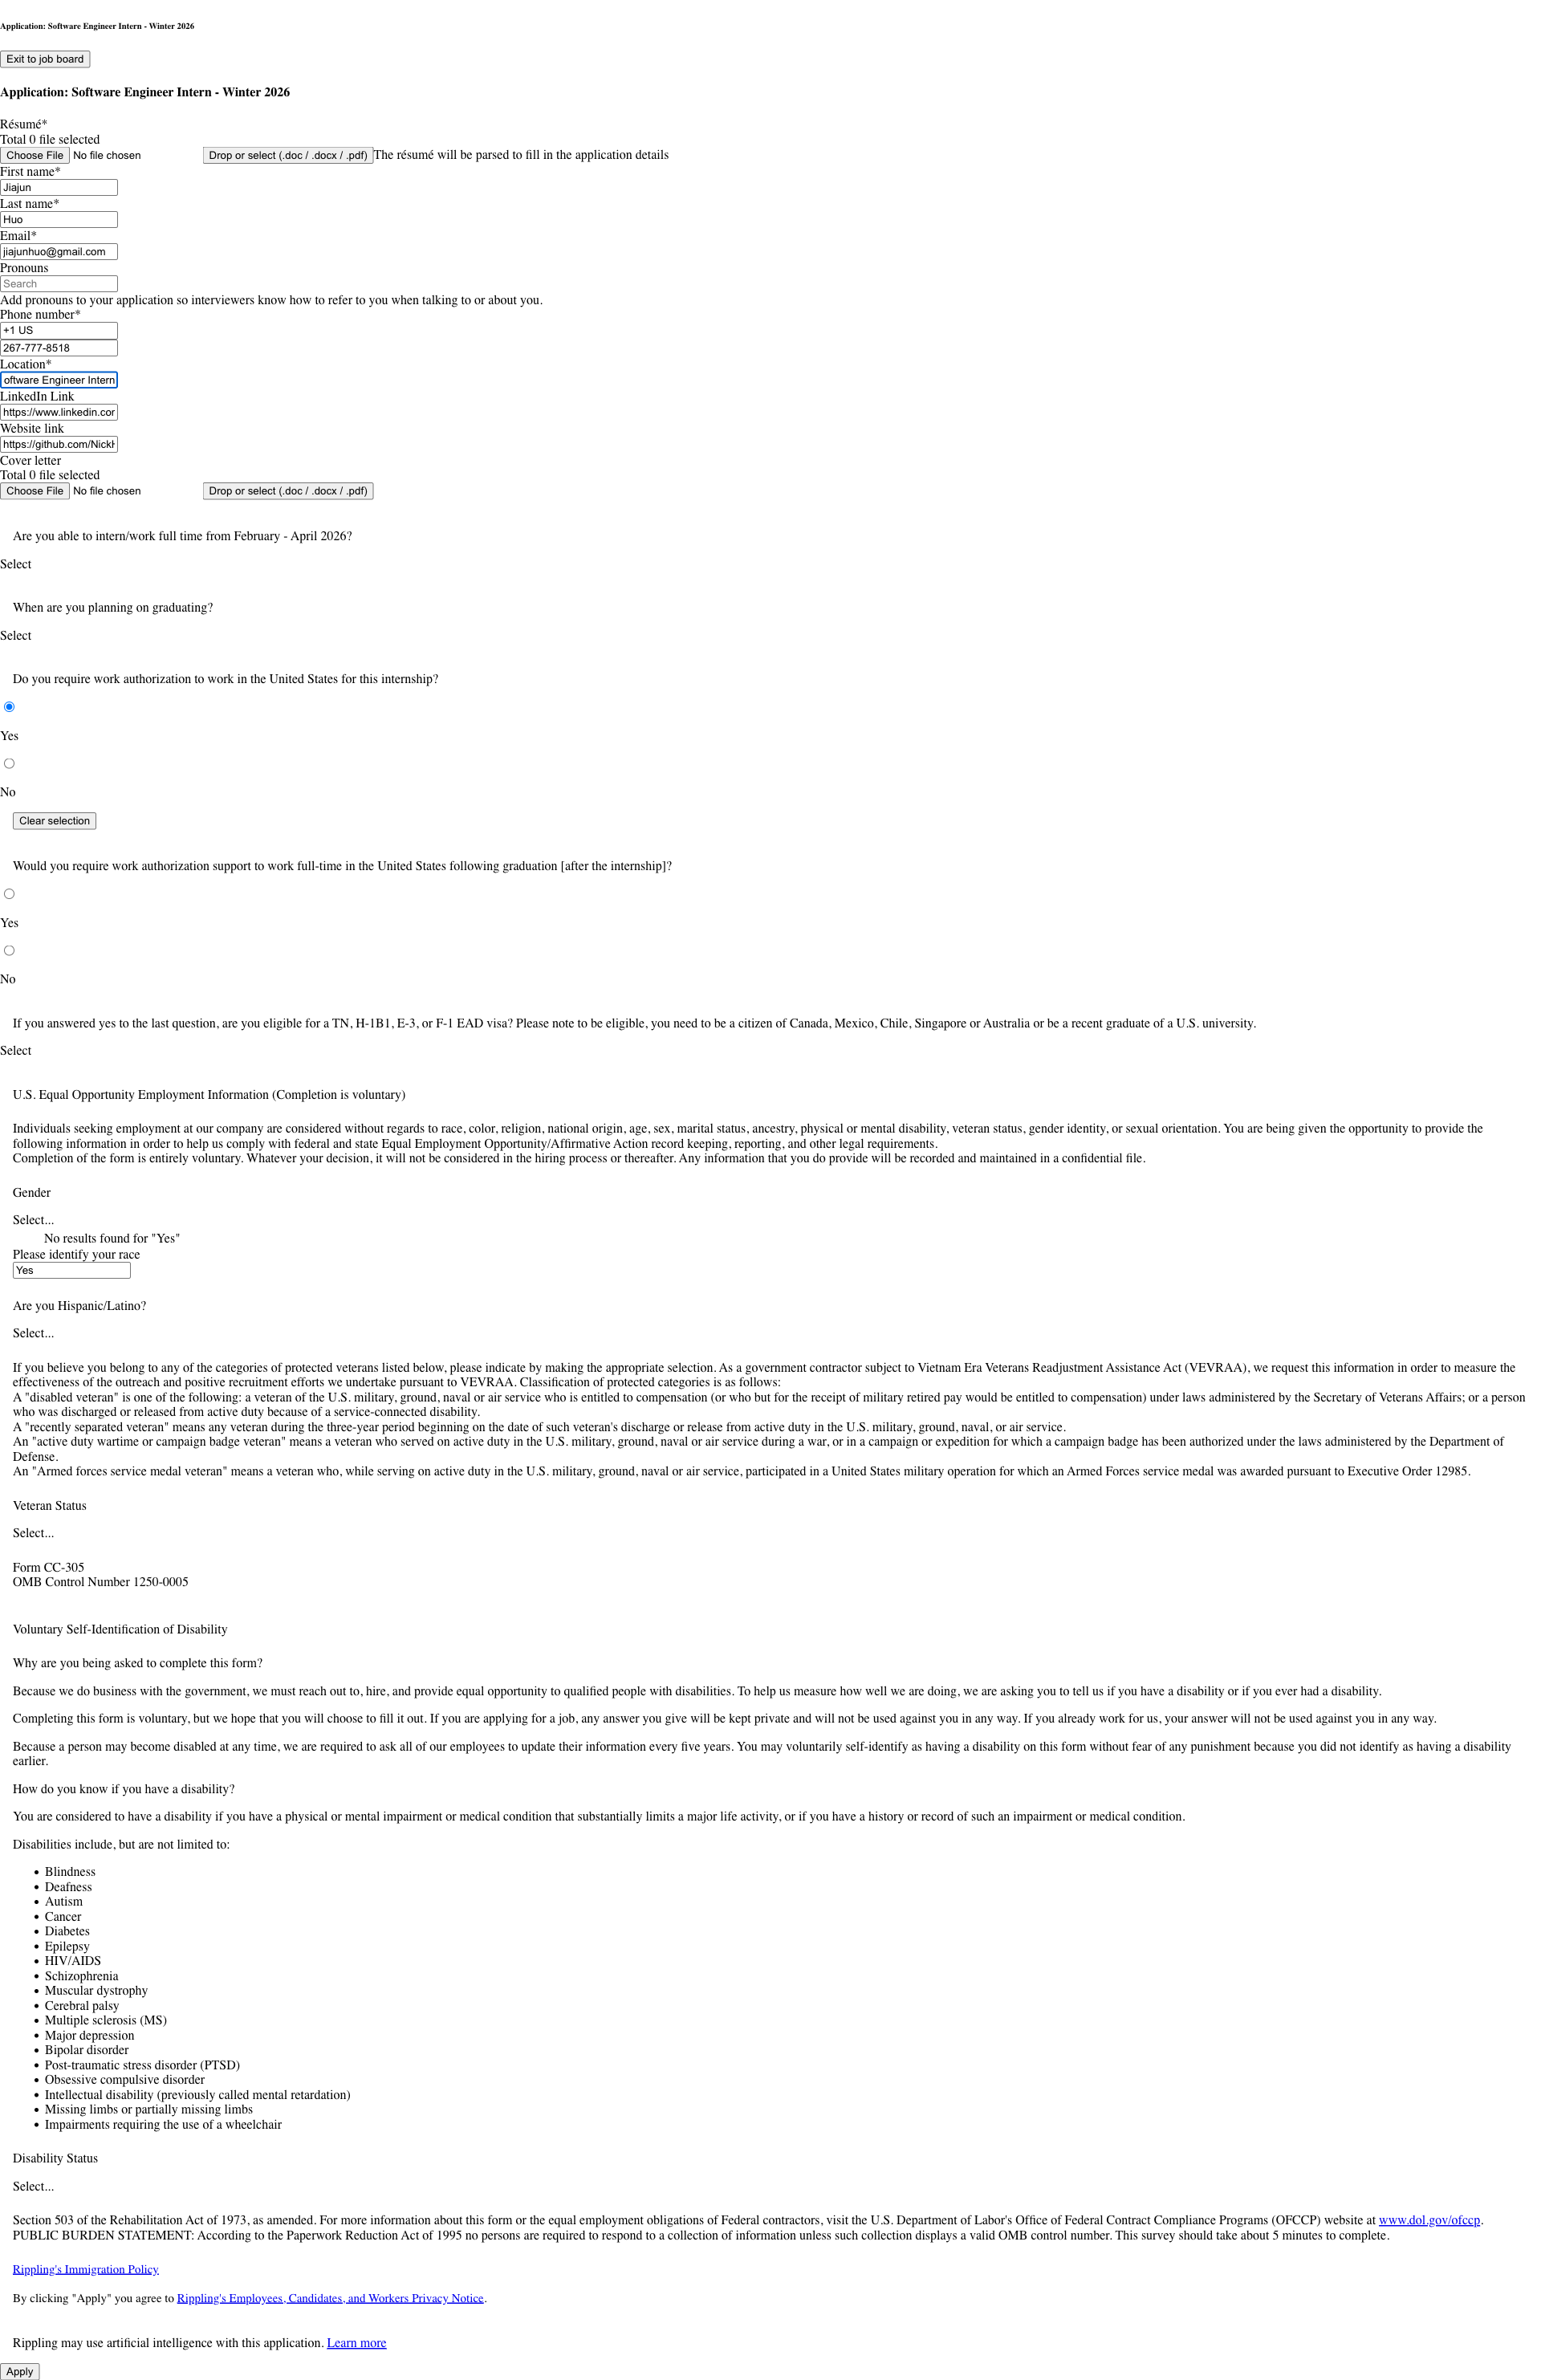 Application: Software Engineer Intern - Winter 2026
Exit to job board
Application: Software Engineer Intern - Winter 2026
Résumé*
Total 0 file selected
Choose File No file chosen Drop or select (.doc / .docx / .pdf)The résumé will be parsed to fill in the application details
First name*
Jiajun
Last name*
Huo
Email*
jiajunhuo@gmail.com
Pronouns
Search
Add pronouns to your application so interviewers know how to refer to you when talking to or about you.
Phone number*
+1 US
267-777-8518
Location*
oftware Engineer Intern
LinkedIn Link
https://www.linkedin.cor
Website link
https://github.com/Nick
Cover letter
Total 0 file selected
Choose File No file chosen Drop or select (.doc / .docx / .pdf)
Are you able to intern/work full time from February - April 2026?
Select
When are you planning on graduating?
Select
Do you require work authorization to work in the United States for this internship?
Yes
No
Clear selection
Would you require work authorization support to work full-time in the United States following graduation [after the internship]?
Yes
No
If you answered yes to the last question, are you eligible for a TN, H-1B1, E-3, or F-1 EAD visa? Please note to be eligible, you need to be a citizen of Canada, Mexico, Chile, Singapore or Australia or be a recent graduate of a U.S. university.
Select
U.S. Equal Opportunity Employment Information (Completion is voluntary)
Individuals seeking employment at our company are considered without regards to race, color, religion, national origin, age, sex, marital status, ancestry, physical or mental disability, veteran status, gender identity, or sexual orientation. You are being given the opportunity to provide the
following information in order to help us comply with federal and state Equal Employment Opportunity/Affirmative Action record keeping, reporting, and other legal requirements.
Completion of the form is entirely voluntary. Whatever your decision, it will not be considered in the hiring process or thereafter. Any information that you do provide will be recorded and maintained in a confidential file.
Gender
Select...
No results found for "Yes"
Please identify your race
Yes
Are you Hispanic/Latino?
Select...
If you believe you belong to any of the categories of protected veterans listed below, please indicate by making the appropriate selection. As a government contractor subject to Vietnam Era Veterans Readjustment Assistance Act (VEVRAA), we request this information in order to measure the
effectiveness of the outreach and positive recruitment efforts we undertake pursuant to VEVRAA. Classification of protected categories is as follows:
A "disabled veteran" is one of the following: a veteran of the U.S. military, ground, naval or air service who is entitled to compensation (or who but for the receipt of military retired pay would be entitled to compensation) under laws administered by the Secretary of Veterans Affairs; or a person
who was discharged or released from active duty because of a service-connected disability.
A "recently separated veteran" means any veteran during the three-year period beginning on the date of such veteran's discharge or release from active duty in the U.S. military, ground, naval, or air service.
An "active duty wartime or campaign badge veteran" means a veteran who served on active duty in the U.S. military, ground, naval or air service during a war, or in a campaign or expedition for which a campaign badge has been authorized under the laws administered by the Department of
Defense.
An "Armed forces service medal veteran" means a veteran who, while serving on active duty in the U.S. military, ground, naval or air service, participated in a United States military operation for which an Armed Forces service medal was awarded pursuant to Executive Order 12985.
Veteran Status
Select...
Form CC-305
OMB Control Number 1250-0005
Voluntary Self-Identification of Disability
Why are you being asked to complete this form?
Because we do business with the government, we must reach out to, hire, and provide equal opportunity to qualified people with disabilities. To help us measure how well we are doing, we are asking you to tell us if you have a disability or if you ever had a disability.
Completing this form is voluntary, but we hope that you will choose to fill it out. If you are applying for a job, any answer you give will be kept private and will not be used against you in any way. If you already work for us, your answer will not be used against you in any way.
Because a person may become disabled at any time, we are required to ask all of our employees to update their information every five years. You may voluntarily self-identify as having a disability on this form without fear of any punishment because you did not identify as having a disability
earlier.
How do you know if you have a disability?
You are considered to have a disability if you have a physical or mental impairment or medical condition that substantially limits a major life activity, or if you have a history or record of such an impairment or medical condition.
Disabilities include, but are not limited to:
• Blindness
• Deafness
• Autism
• Cancer
• Diabetes
• Epilepsy
• HIV/AIDS
• Schizophrenia
• Muscular dystrophy
• Cerebral palsy
• Multiple sclerosis (MS)
• Major depression
• Bipolar disorder
• Post-traumatic stress disorder (PTSD)
• Obsessive compulsive disorder
• Intellectual disability (previously called mental retardation)
• Missing limbs or partially missing limbs
• Impairments requiring the use of a wheelchair
Disability Status
Select...
Section 503 of the Rehabilitation Act of 1973, as amended. For more information about this form or the equal employment obligations of Federal contractors, visit the U.S. Department of Labor's Office of Federal Contract Compliance Programs (OFCCP) website at www.dol.gov/ofccp.
PUBLIC BURDEN STATEMENT: According to the Paperwork Reduction Act of 1995 no persons are required to respond to a collection of information unless such collection displays a valid OMB control number. This survey should take about 5 minutes to complete.
Rippling's Immigration Policy
By clicking "Apply" you agree to Rippling's Employees, Candidates, and Workers Privacy Notice.
Rippling may use artificial intelligence with this application. Learn more
Apply